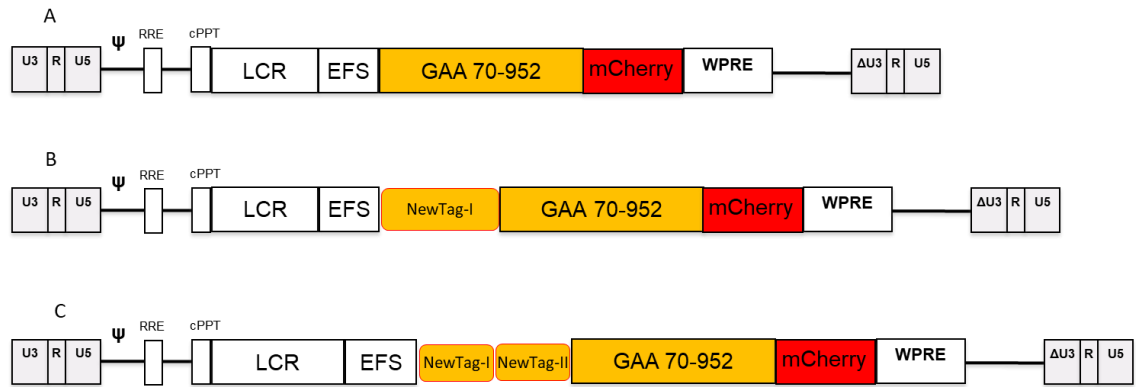 A
U3 R U5 Ψ RRE cPPT LCR EFS GAA 70-952 mCherry WPRE ΔU3 R U5
B
U3 R U5 Ψ RRE cPPT LCR EFS NewTag-I GAA 70-952 mCherry WPRE ΔU3 R U5
C
U3 R U5 Ψ RRE cPPT LCR EFS NewTag-I NewTag-II GAA 70-952 mCherry WPRE ΔU3 R U5